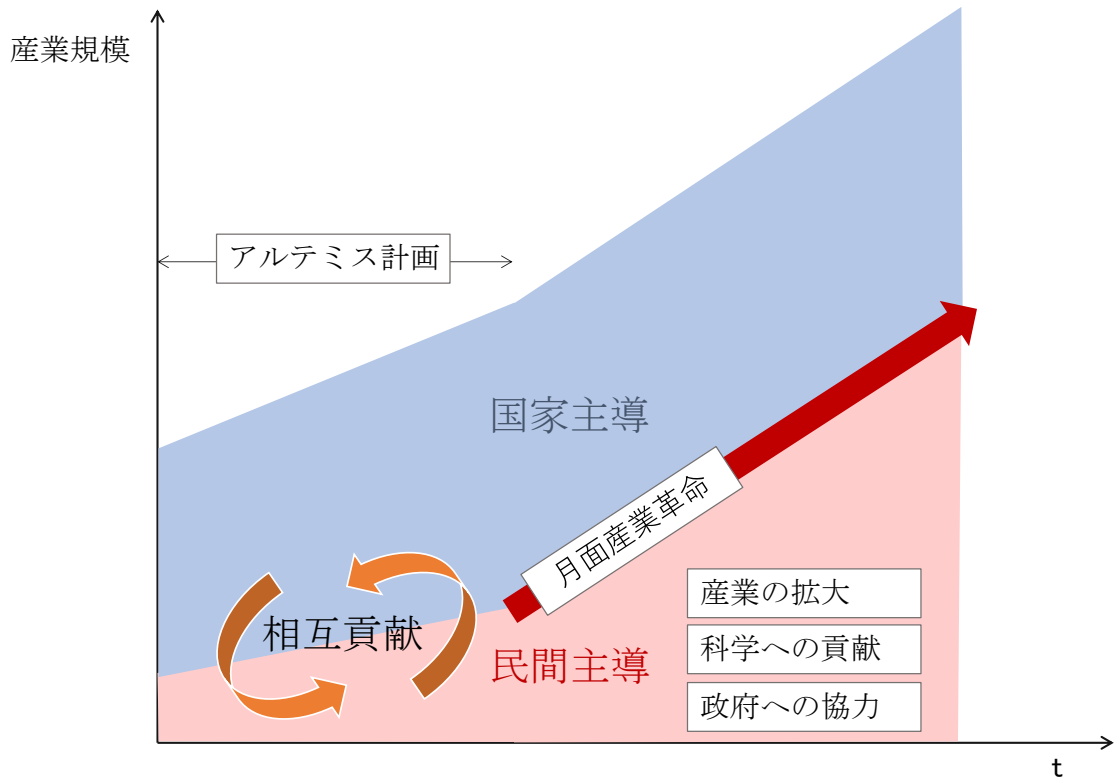 産業規模
アルテミス計画
国家主導
月面産業革命
相互貢献
民間主導
産業の拡大
科学への貢献
政府への協力
t